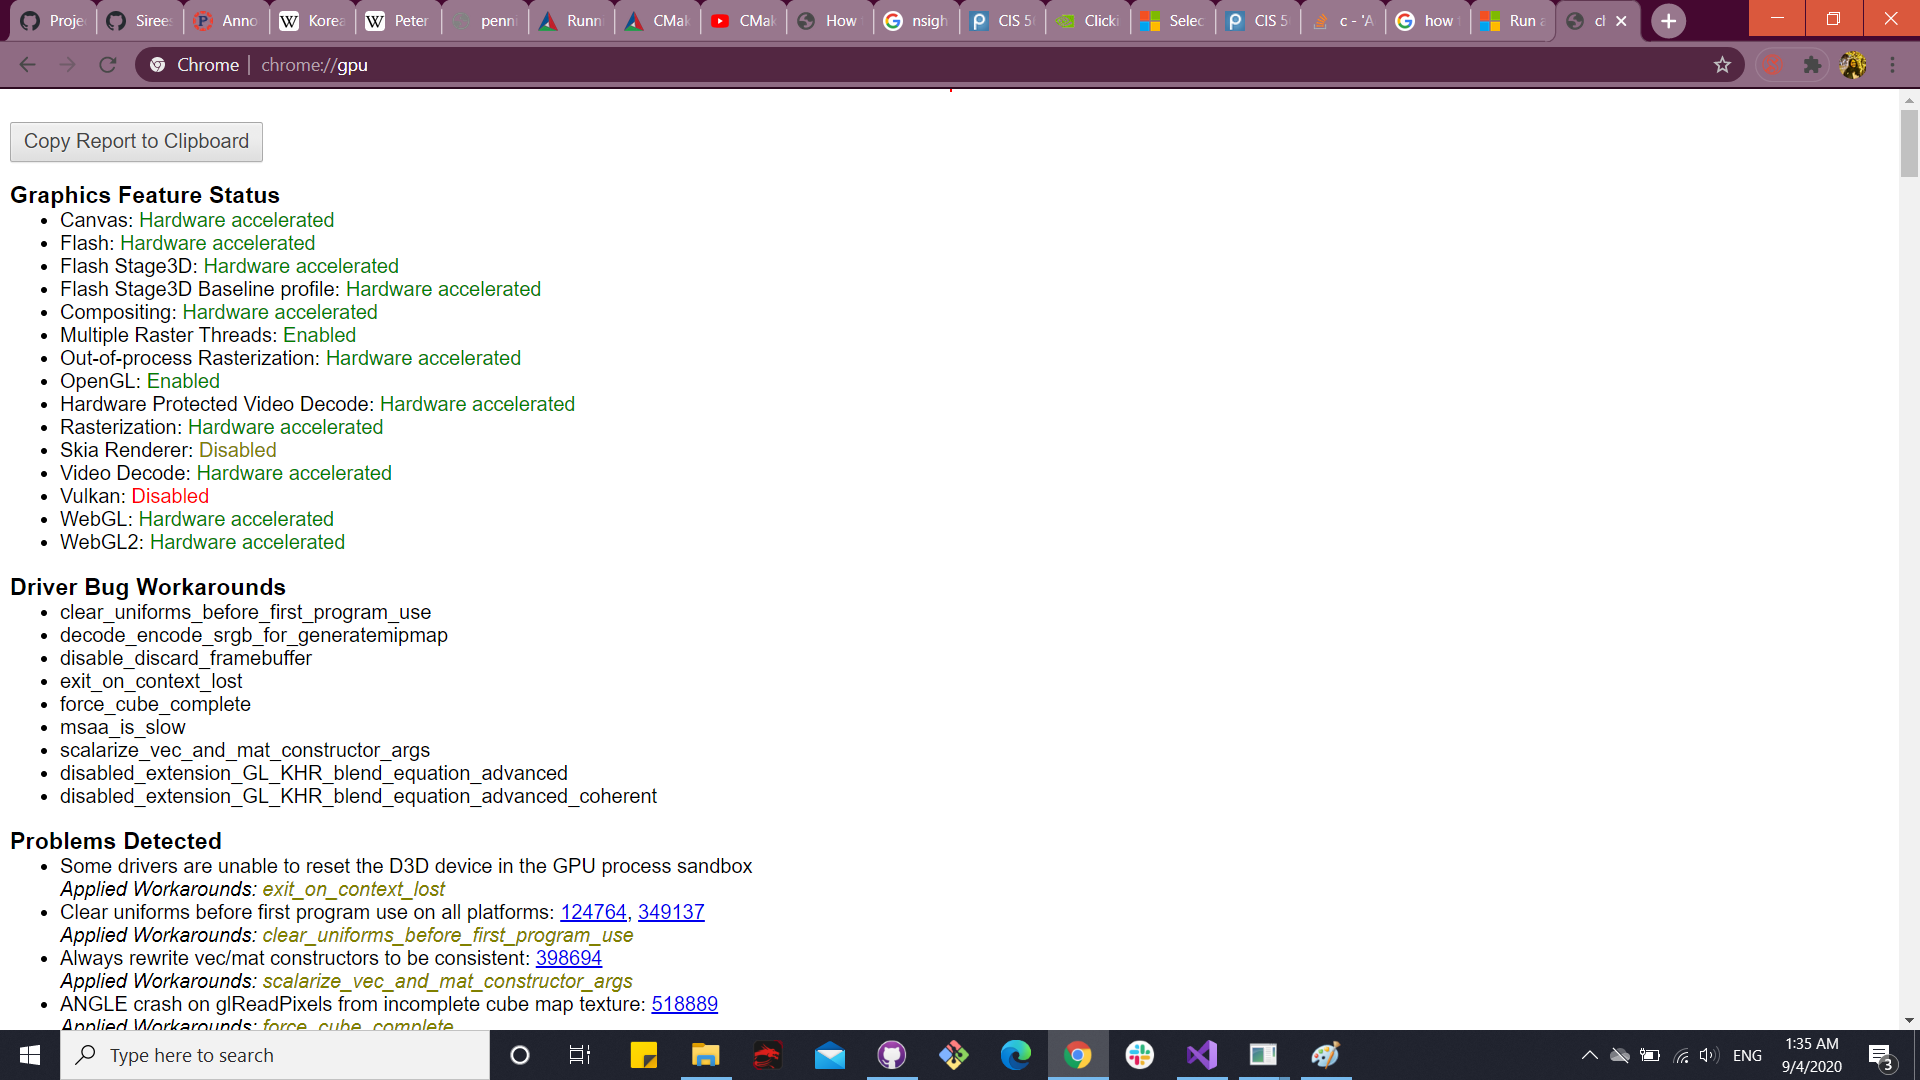 Proje Siree Anno Korea Peter penn Runn CMak CMak How nsigh CIS 5 Clicki Selec CIS 5 c - 'A how t Run a cl
Chrome | chrome://gpu
Copy Report to Clipboard
Graphics Feature Status
Canvas: Hardware accelerated
Flash: Hardware accelerated
Flash Stage3D: Hardware accelerated
Flash Stage3D Baseline profile: Hardware accelerated
Compositing: Hardware accelerated
Multiple Raster Threads: Enabled
Out-of-process Rasterization: Hardware accelerated
OpenGL: Enabled
Hardware Protected Video Decode: Hardware accelerated
Rasterization: Hardware accelerated
Skia Renderer: Disabled
Video Decode: Hardware accelerated
Vulkan: Disabled
WebGL: Hardware accelerated
WebGL2: Hardware accelerated
Driver Bug Workarounds
clear_uniforms_before_first_program_use
decode_encode_srgb_for_generatemipmap
disable_discard_framebuffer
exit_on_context_lost
force_cube_complete
msaa_is_slow
scalarize_vec_and_mat_constructor_args
disabled_extension_GL_KHR_blend_equation_advanced
disabled_extension_GL_KHR_blend_equation_advanced_coherent
Problems Detected
Some drivers are unable to reset the D3D device in the GPU process sandbox
Applied Workarounds: exit_on_context_lost
Clear uniforms before first program use on all platforms: 124764, 349137
Applied Workarounds: clear_uniforms_before_first_program_use
Always rewrite vec/mat constructors to be consistent: 398694
Applied Workarounds: scalarize_vec_and_mat_constructor_args
ANGLE crash on glReadPixels from incomplete cube map texture: 518889
Applied Workarounds: force_cube_complete
Type here to search
ENG
1:35 AM
9/4/2020
3